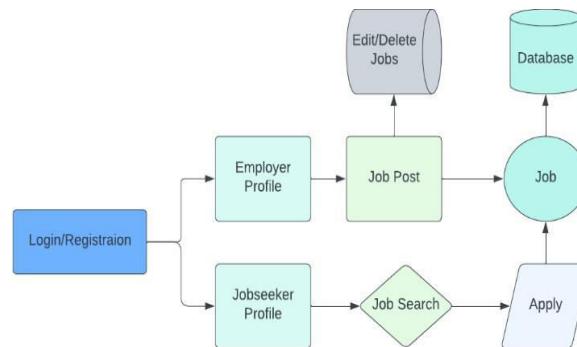 Edit/Delete
Jobs
Database
Employer
Profile
Job Post
Job
Login/Registraion
Jobseeker
Profile
Job Search
Apply